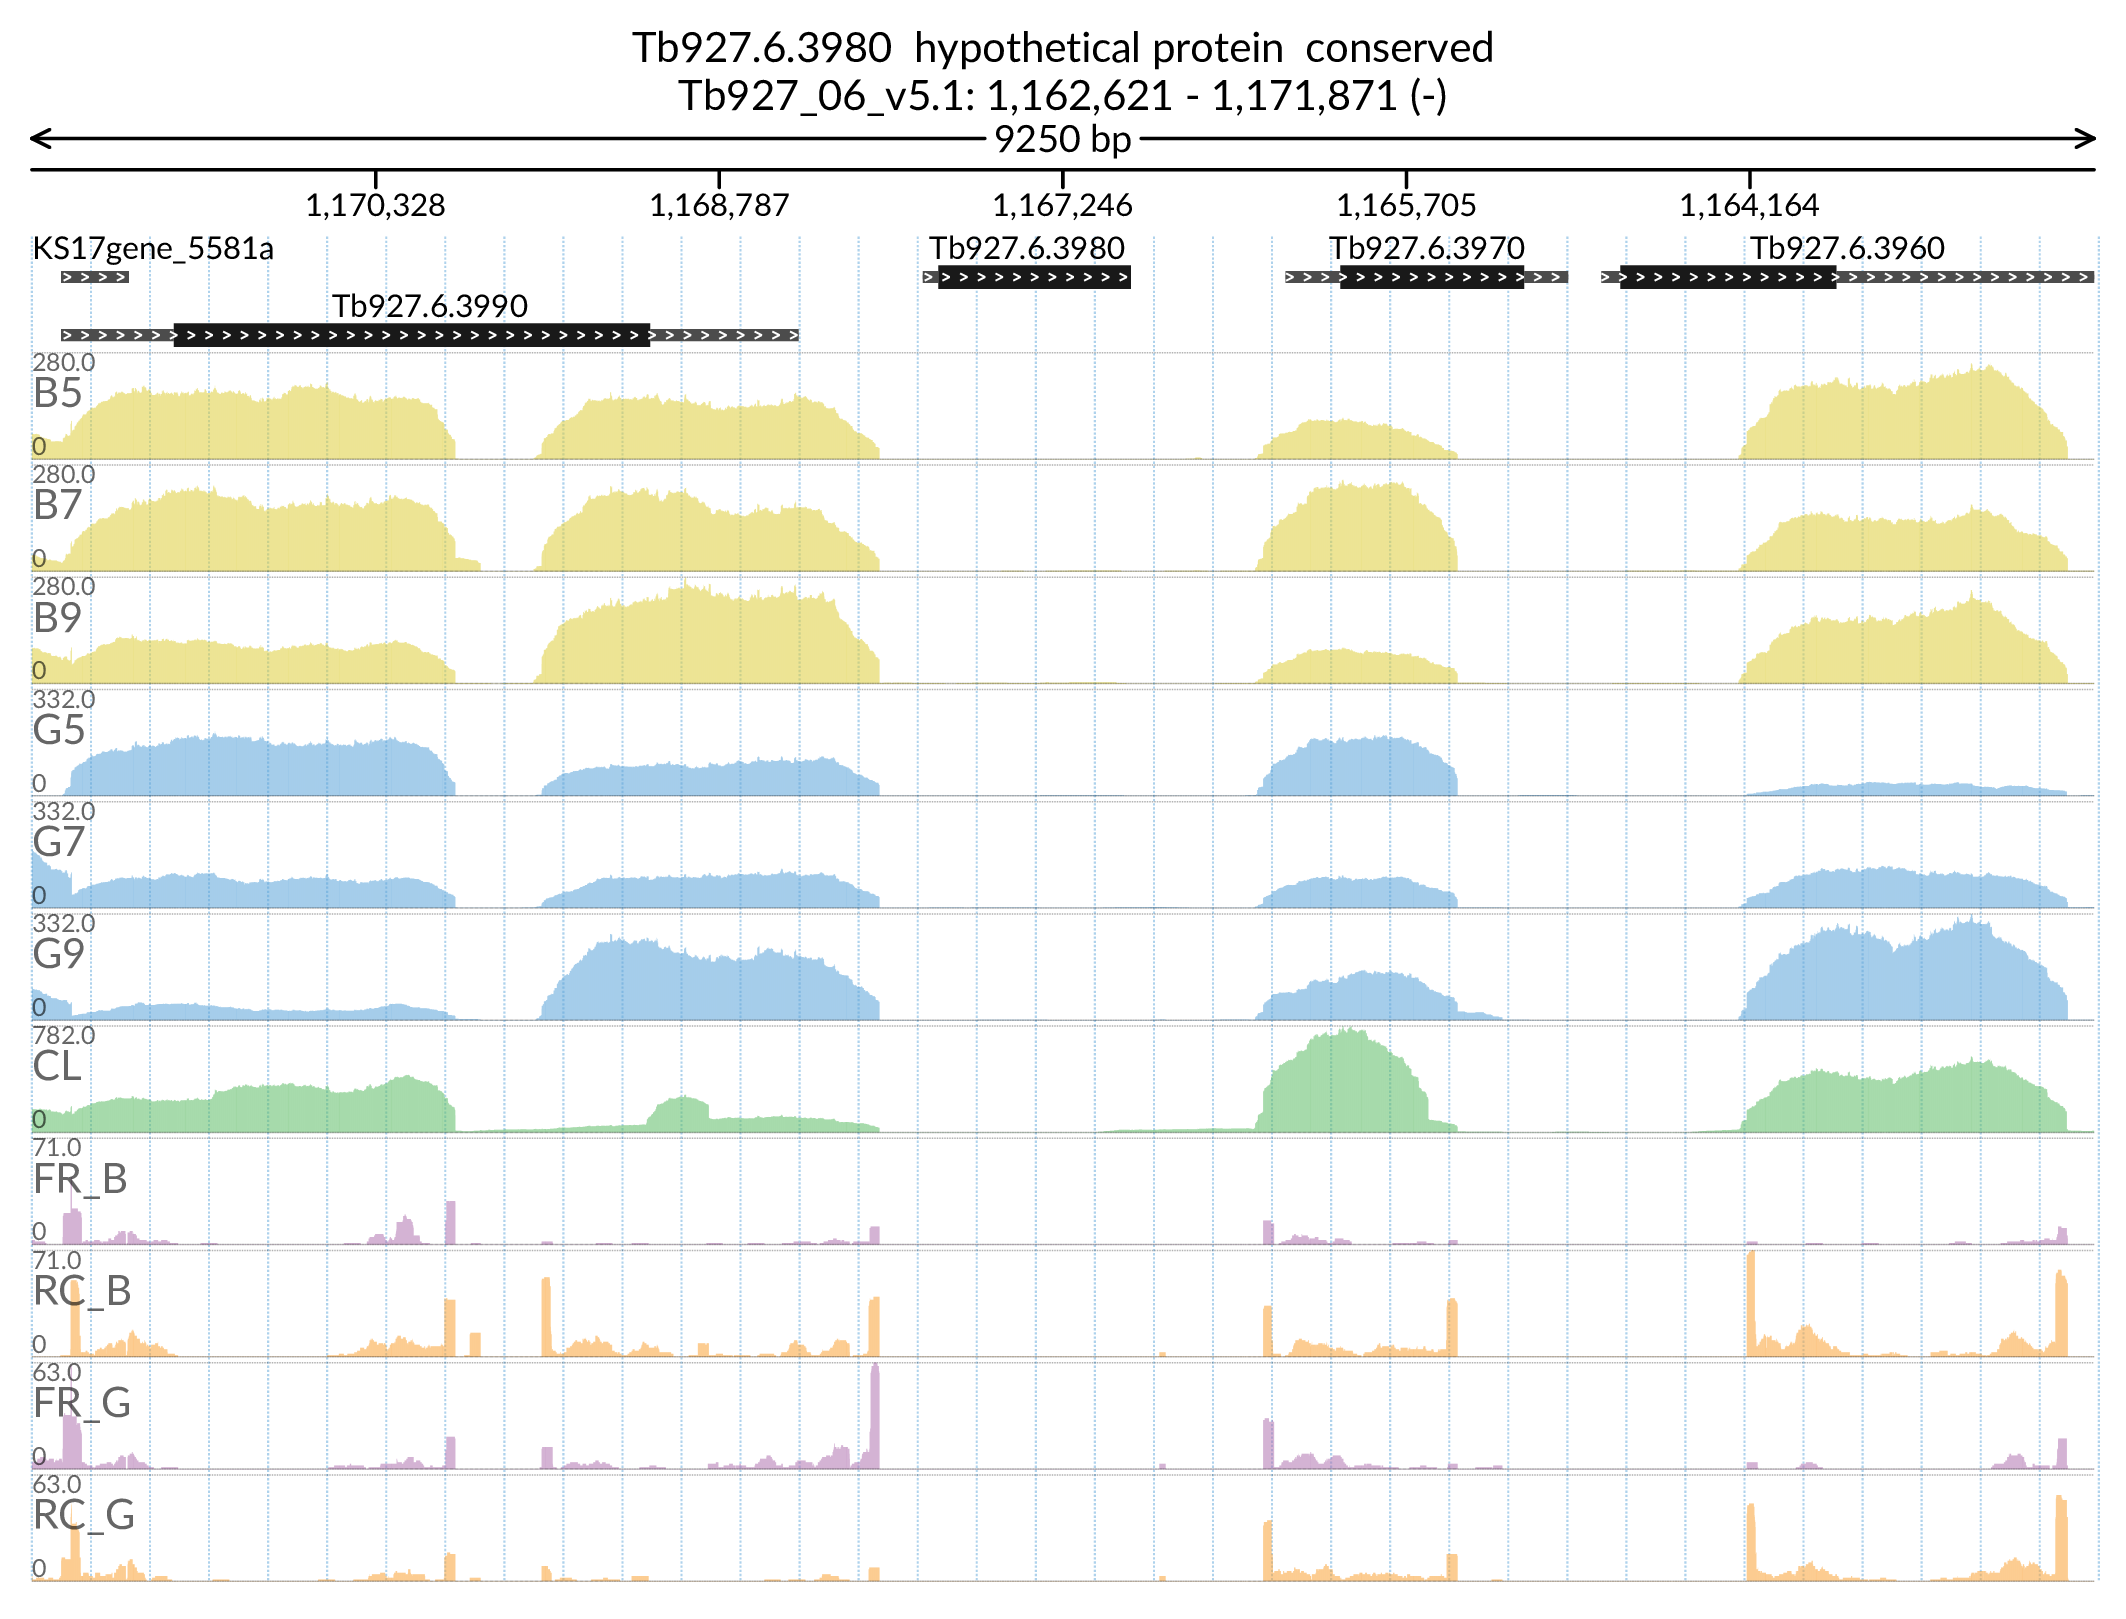 Tb927.6.3980  hypothetical protein  conserved
Tb927_06_v5.1: 1,162,621 - 1,171,871 (-)
9250 bp
1,170,328 1,168,787 1,167,246 1,165,705 1,164,164
KS17gene_5581a Tb927.6.3980 Tb927.6.3970 Tb927.6.3960
Tb927.6.3990
280.0
B5
0
280.0
B7
0
280.0
B9
0
332.0
G5
0
332.0
G7
0
332.0
G9
0
782.0
CL
0
71.0
FR_B
0
71.0
RC_B
0
63.0
FR_G
0
63.0
RC_G
0